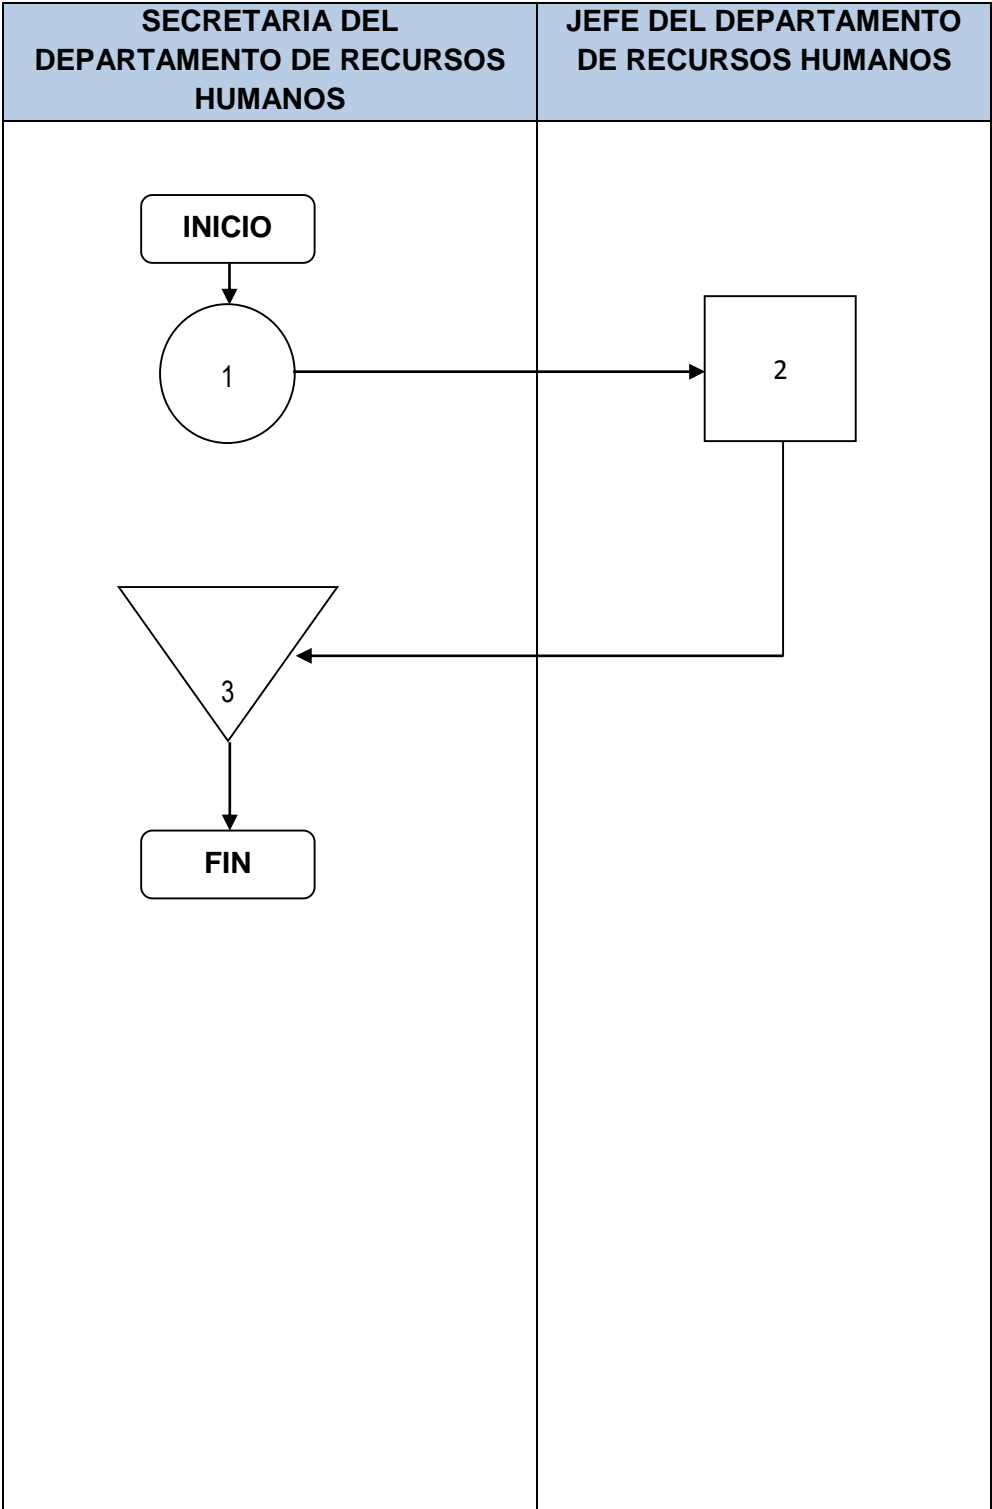 SECRETARIA DEL
DEPARTAMENTO DE RECURSOS
HUMANOS
JEFE DEL DEPARTAMENTO
DE RECURSOS HUMANOS
INICIO
1
2
3
FIN